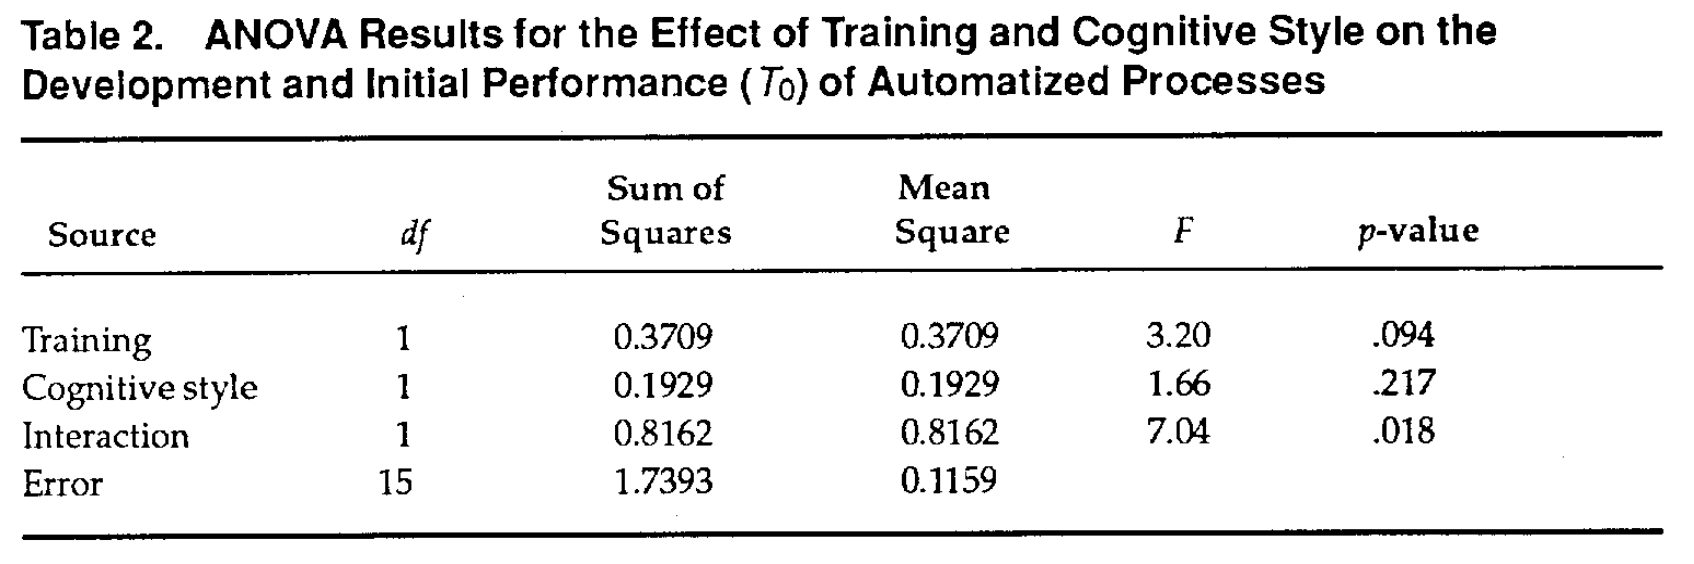 Table 2. ANOVA Results for the Effect of Training and Cognitive Style on the
Development and Initial Performance (T0) of Automatized Processes
Sum of Mean
Source df Squares Square F p-value
Training 1 0.3709 0.3709 3.20 .094
Cognitive style 1 0.1929 0.1929 1.66 .217
Interaction 1 0.8162 0.8162 7.04 .018
Error 15 1.7393 0.1159